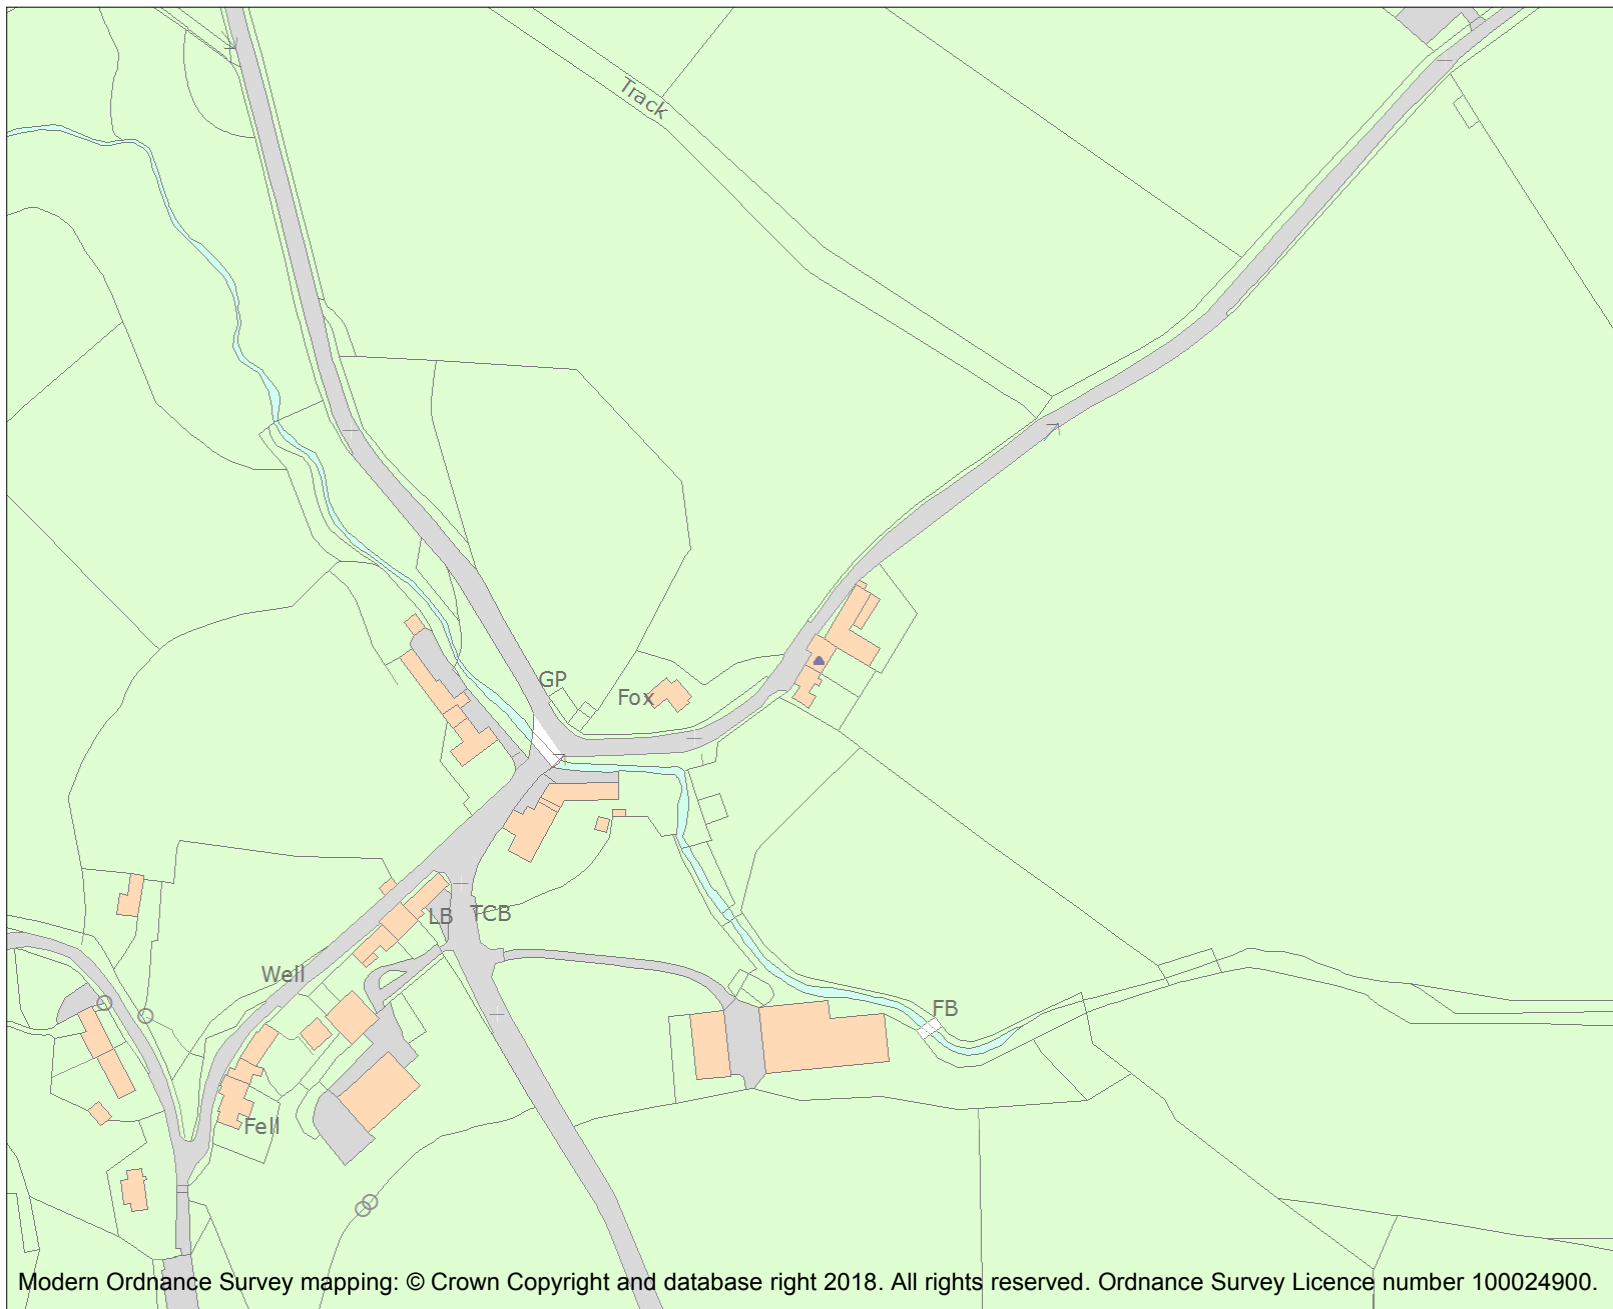 Track
GP
Fox
LB
TCB
Well
FB
Fell
Modern Ordnance Survey mapping: © Crown Copyright and database right 2018. All rights reserved. Ordnance Survey Licence number 100024900.